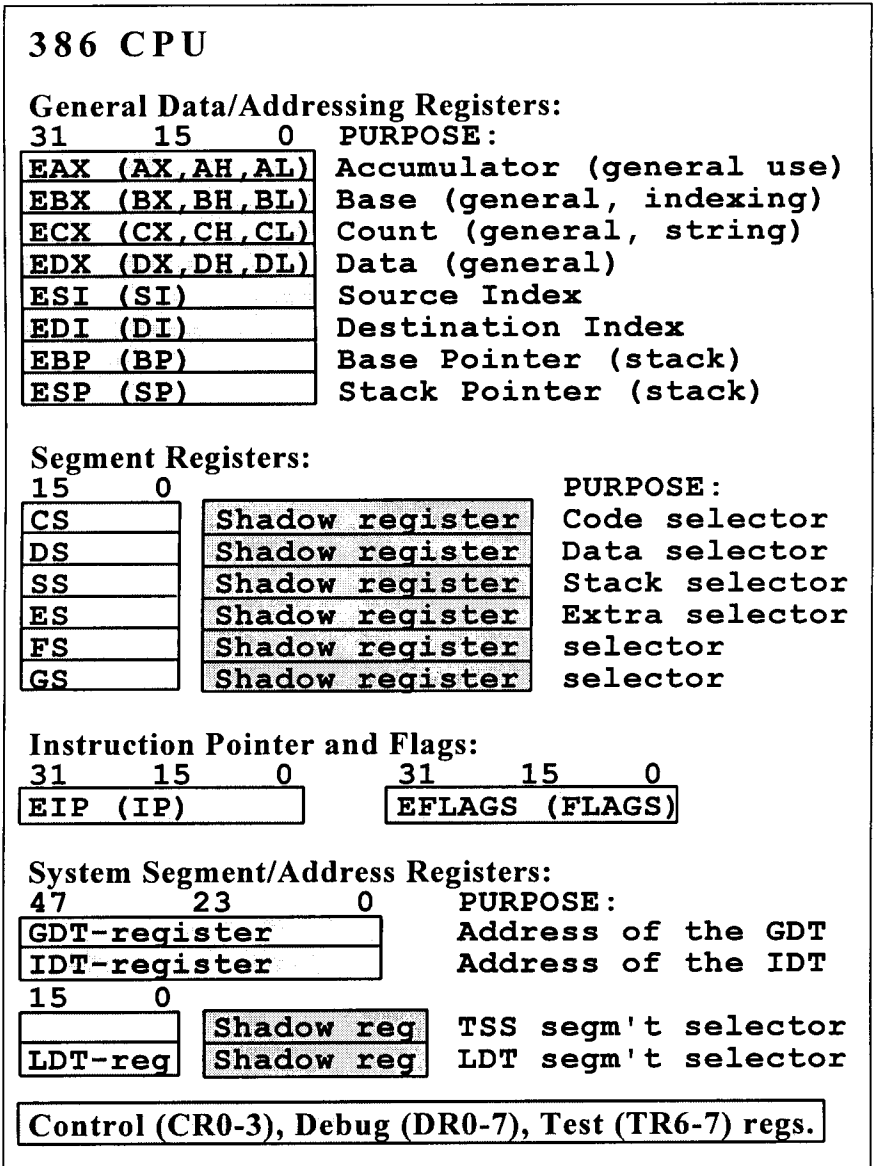 386 CPU
General Data/Addressing Registers:
31 15 0 PURPOSE:
EAX (AX,AH,AL) Accumulator (general use)
EBX (BX,BH,BL) Base (general, indexing)
ECX (CX,CH,CL) Count (general, string)
EDX (DX,DH,DL) Data (general)
ESI (SI) Source Index
EDI (DI) Destination Index
EBP (BP) Base Pointer (stack)
ESP (SP) Stack Pointer (stack)
Segment Registers:
15 0 PURPOSE:
CS Shadow register Code selector
DS Shadow register Data selector
SS Shadow register Stack selector
ES Shadow register Extra selector
FS Shadow register selector
GS Shadow register selector
Instruction Pointer and Flags:
31 15 0 31 15 0
EIP (IP) EFLAGS (FLAGS)
System Segment/Address Registers:
47 23 0 PURPOSE:
GDT-register Address of the GDT
IDT-register Address of the IDT
15 0
Shadow reg TSS segm't selector
LDT-reg Shadow reg LDT segm't selector
Control (CR0-3), Debug (DR0-7), Test (TR6-7) regs.